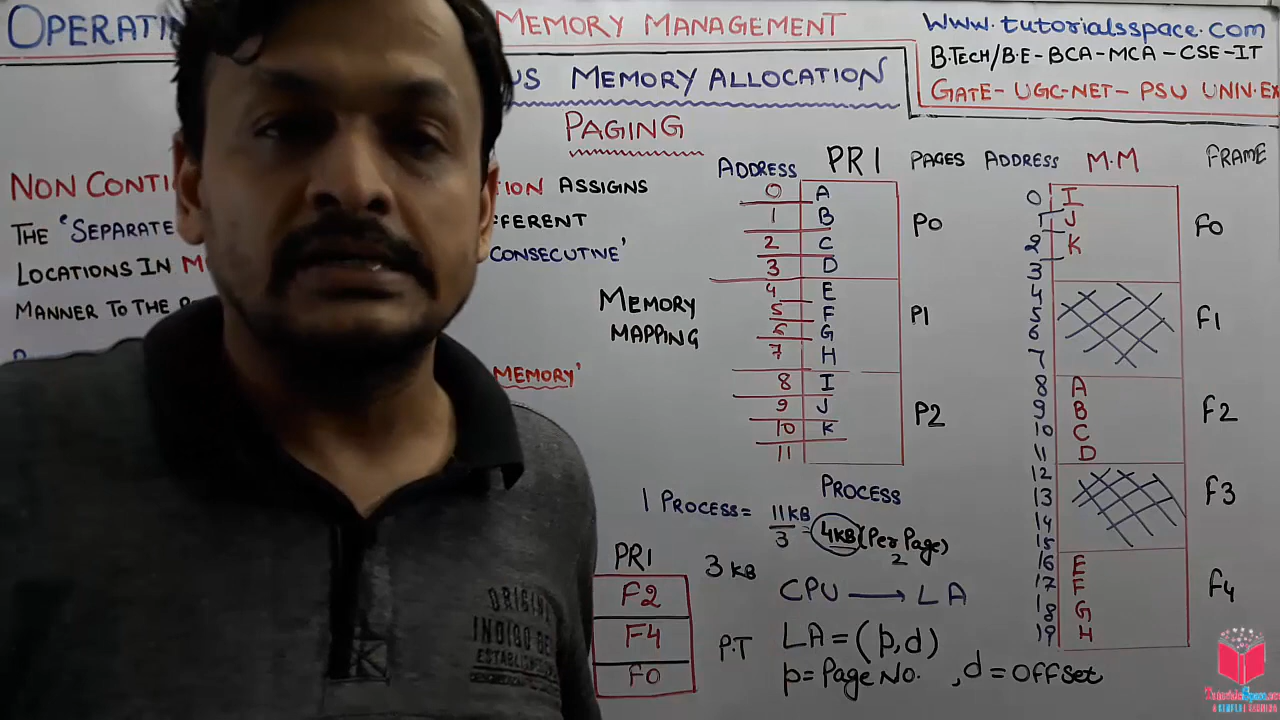 OPERATI MEMORY MANAGEMENT
US MEMORY ALLOCATION
www.tutorialsspace.com
B.TECH/B.E-BCA-MCA-CSE-IT
GATE-UGC-NET-PSU UNIV.EX
PAGING
NON CONTI TION ASSIGNS
THE 'SEPARATE FFERENT
LOCATIONS IN M CONSECUTIVE'
MANNER TO THE
MEMORY'
MEMORY
MAPPING
ADDRESS PR1 PAGES
0 A
1 B
2 C
3 D
P0
4 E
5 F
6 G
7 H
P1
8 I
9 J
10 K
11
P2
PROCESS
ADDRESS M.M FRAME
0 I
1 J
2 K
3
F0
4
5
6
7
F1
8 A
9 B
10 C
11 D
F2
12
13
14
15
F3
16 E
17 F
18 G
19 H
F4
1 PROCESS = 11KB/3 = 4KB (Per Page)
2
3 KB
PR1
F2
F4
F0
P.T
CPU → LA
LA = (p,d)
p = Page No. , d = OFFSet
ORIGINAL
INDIGO
ESTABLISHED
K